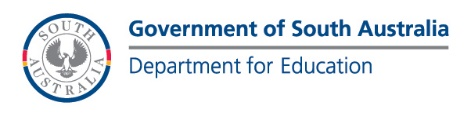 SOUTH
AUSTRALIA
Government of South Australia
Department for Education